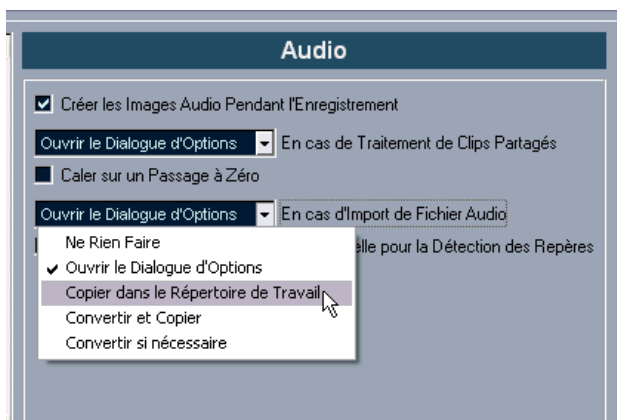 Audio
Créer les Images Audio Pendant l'Enregistrement
Ouvrir le Dialogue d'Options En cas de Traitement de Clips Partagés
Caler sur un Passage à Zéro
Ouvrir le Dialogue d'Options En cas d'Import de Fichier Audio
Ne Rien Faire
elle pour la Détection des Repères
Ouvrir le Dialogue d'Options
Copier dans le Répertoire de Travail
Convertir et Copier
Convertir si nécessaire